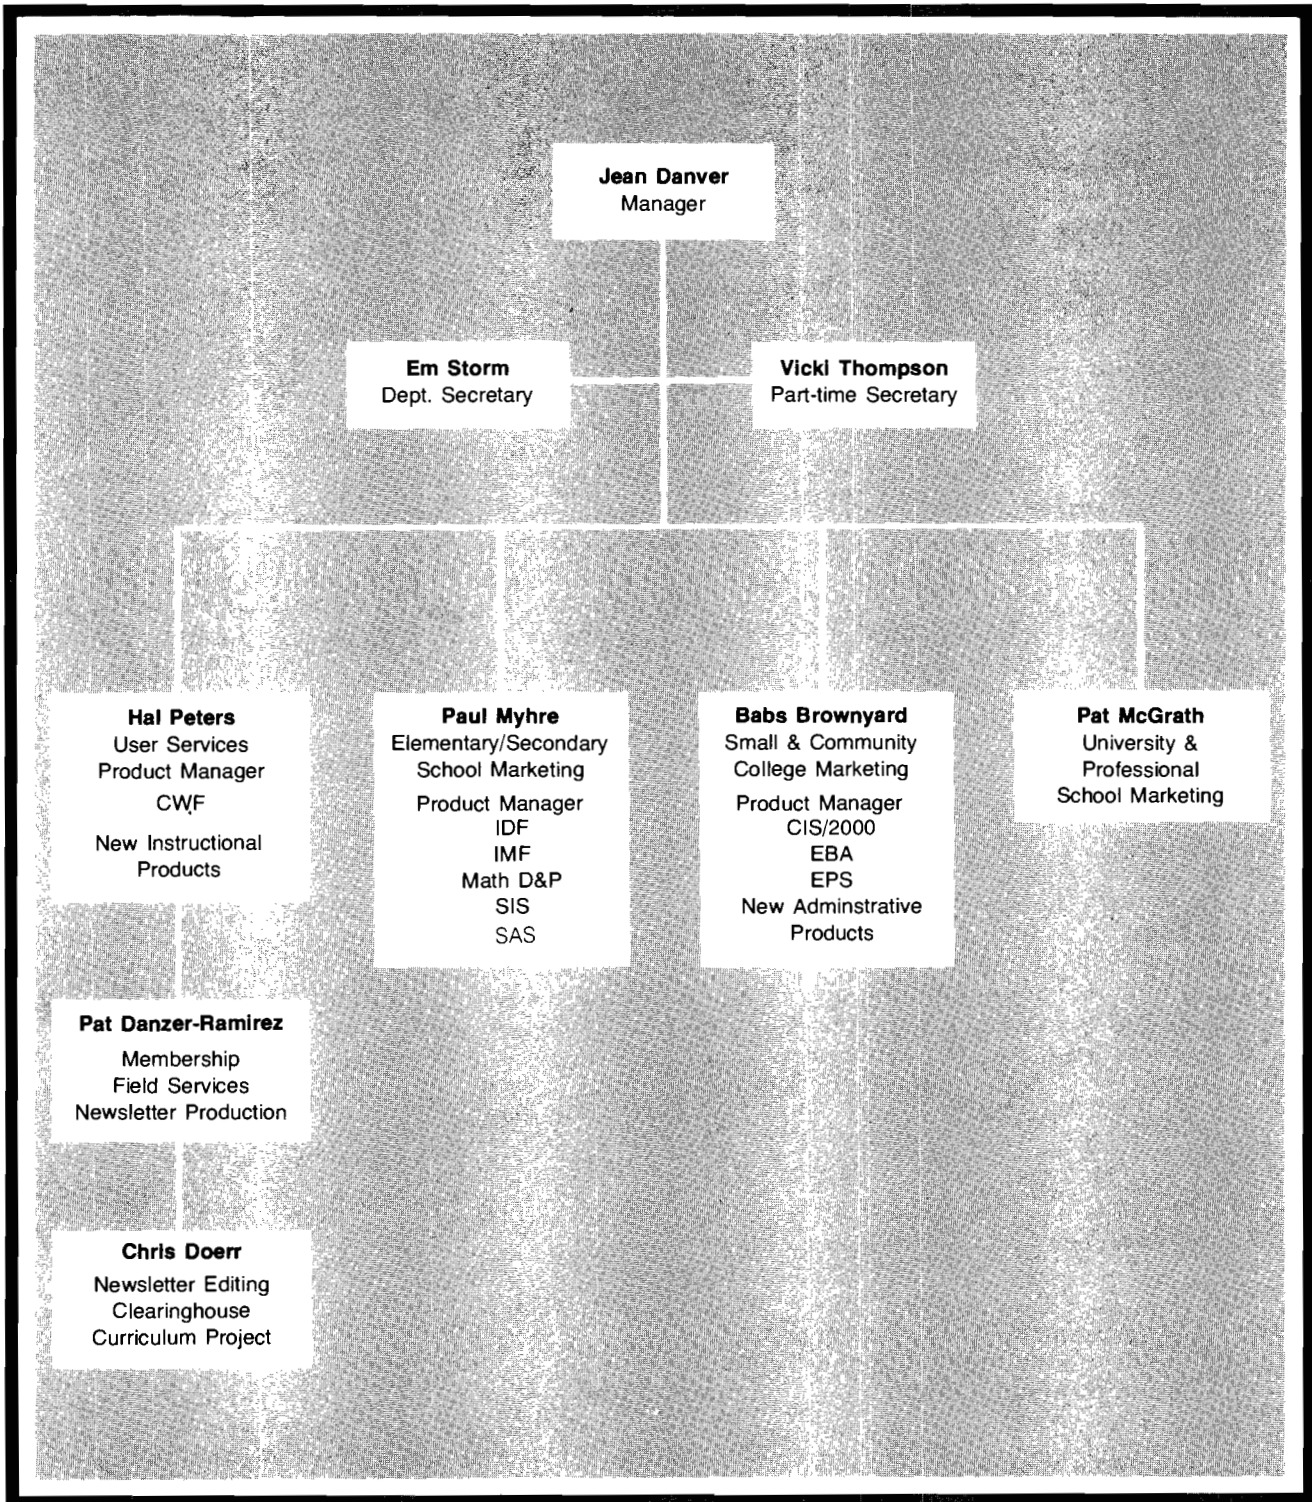 Jean Danver
Manager
Em Storm
Dept. Secretary
Vicki Thompson
Part-time Secretary
Hal Peters
User Services
Product Manager
CWF
New Instructional
Products
Paul Myhre
Elementary/Secondary
School Marketing
Product Manager
IDF
IMF
Math D&P
SIS
SAS
Babs Brownyard
Small & Community
College Marketing
Product Manager
CIS/2000
EBA
EPS
New Adminstrative
Products
Pat McGrath
University &
Professional
School Marketing
Pat Danzer-Ramirez
Membership
Field Services
Newsletter Production
Chris Doerr
Newsletter Editing
Clearinghouse
Curriculum Project